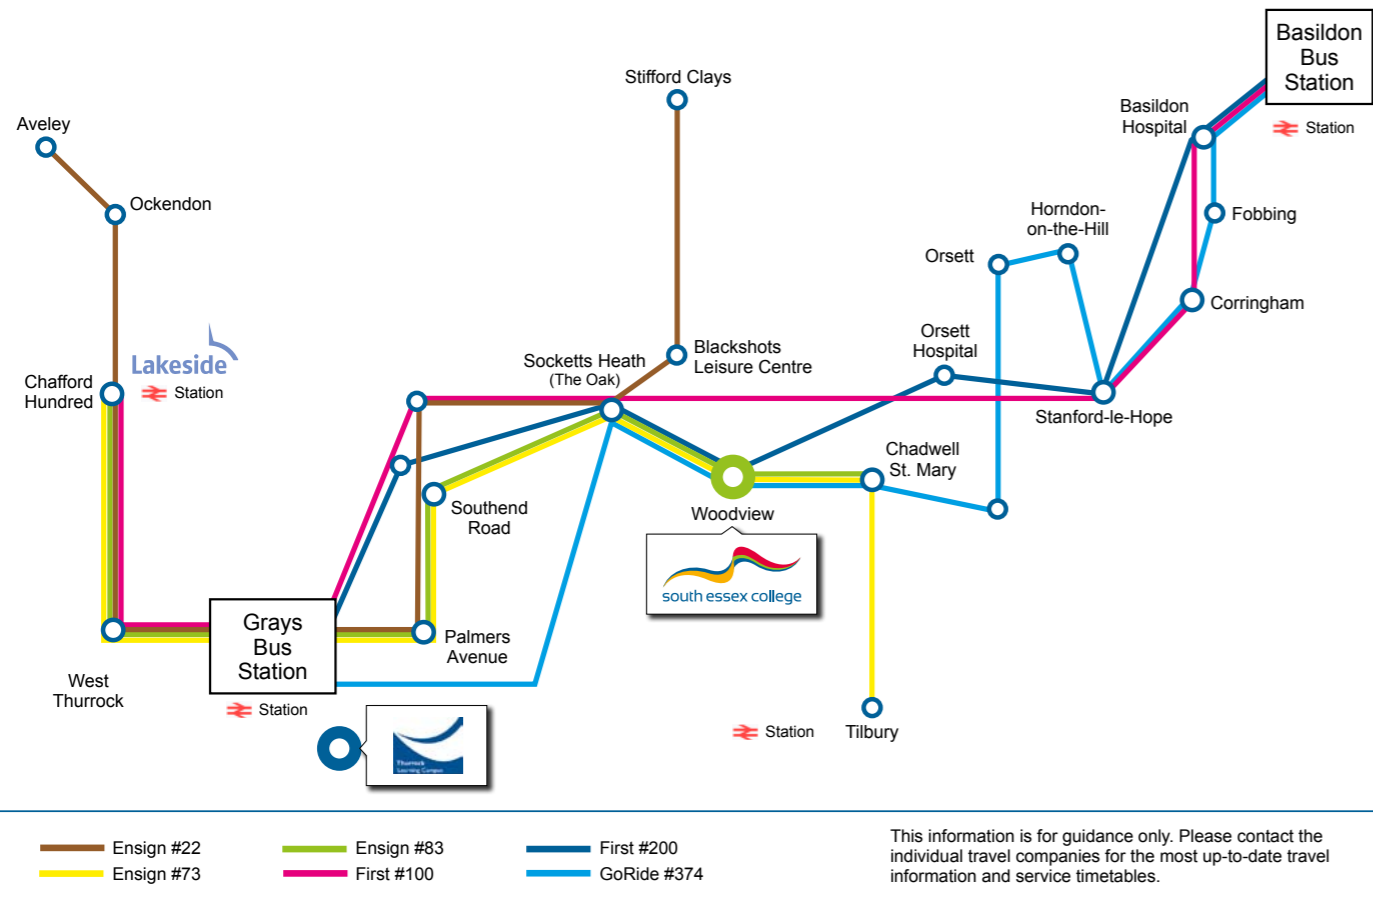 Basildon
Bus
Station
Station
Stifford Clays
Basildon
Hospital
Aveley
Ockendon
Horndon-
on-the-Hill
Fobbing
Orsett
Corringham
Lakeside
Station
Chafford
Hundred
Socketts Heath
(The Oak)
Blackshots
Leisure Centre
Orsett
Hospital
Stanford-le-Hope
Chadwell
St. Mary
Southend
Road
Woodview
south essex college
Grays
Bus
Station
Station
Palmers
Avenue
West
Thurrock
Thurrock
Learning Campus
Station
Tilbury
Ensign #22
Ensign #73
Ensign #83
First #100
First #200
GoRide #374
This information is for guidance only. Please contact the
individual travel companies for the most up-to-date travel
information and service timetables.